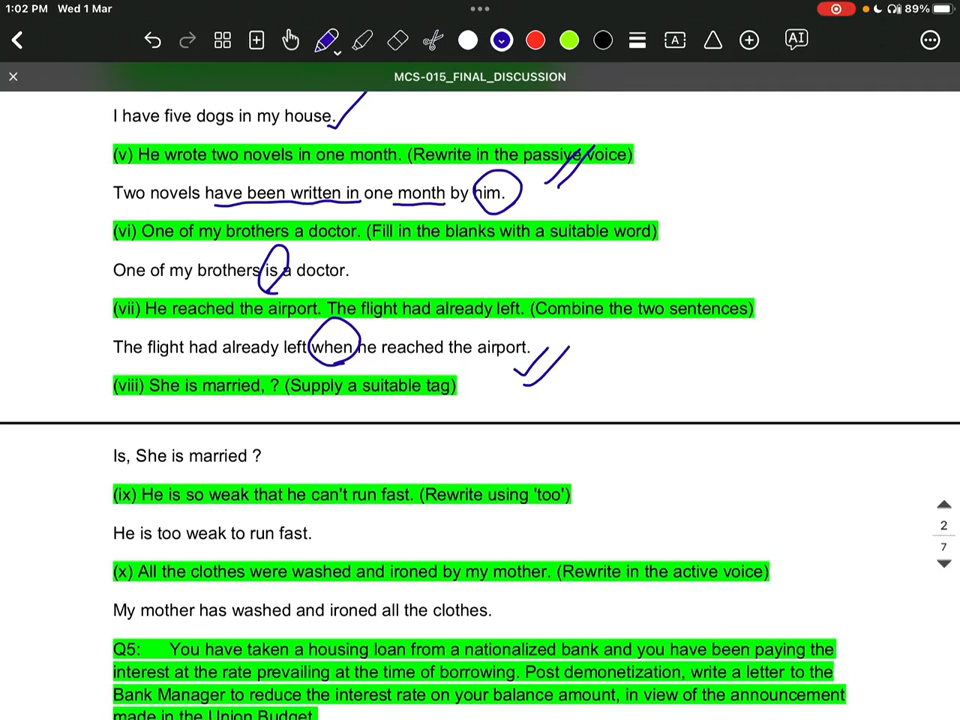 1:02 PM Wed 1 Mar
89%
A
AI
MCS-015_FINAL_DISCUSSION
I have five dogs in my house.
(v) He wrote two novels in one month. (Rewrite in the passive voice)
Two novels have been written in one month by him.
(vi) One of my brothers a doctor. (Fill in the blanks with a suitable word)
One of my brothers is a doctor.
(vii) He reached the airport. The flight had already left. (Combine the two sentences)
The flight had already left when he reached the airport.
(viii) She is married, ? (Supply a suitable tag)
Is, She is married ?
(ix) He is so weak that he can't run fast. (Rewrite using 'too')
He is too weak to run fast.
2
7
(x) All the clothes were washed and ironed by my mother. (Rewrite in the active voice)
My mother has washed and ironed all the clothes.
Q5: You have taken a housing loan from a nationalized bank and you have been paying the
interest at the rate prevailing at the time of borrowing. Post demonetization, write a letter to the
Bank Manager to reduce the interest rate on your balance amount, in view of the announcement
made in the Union Budget.